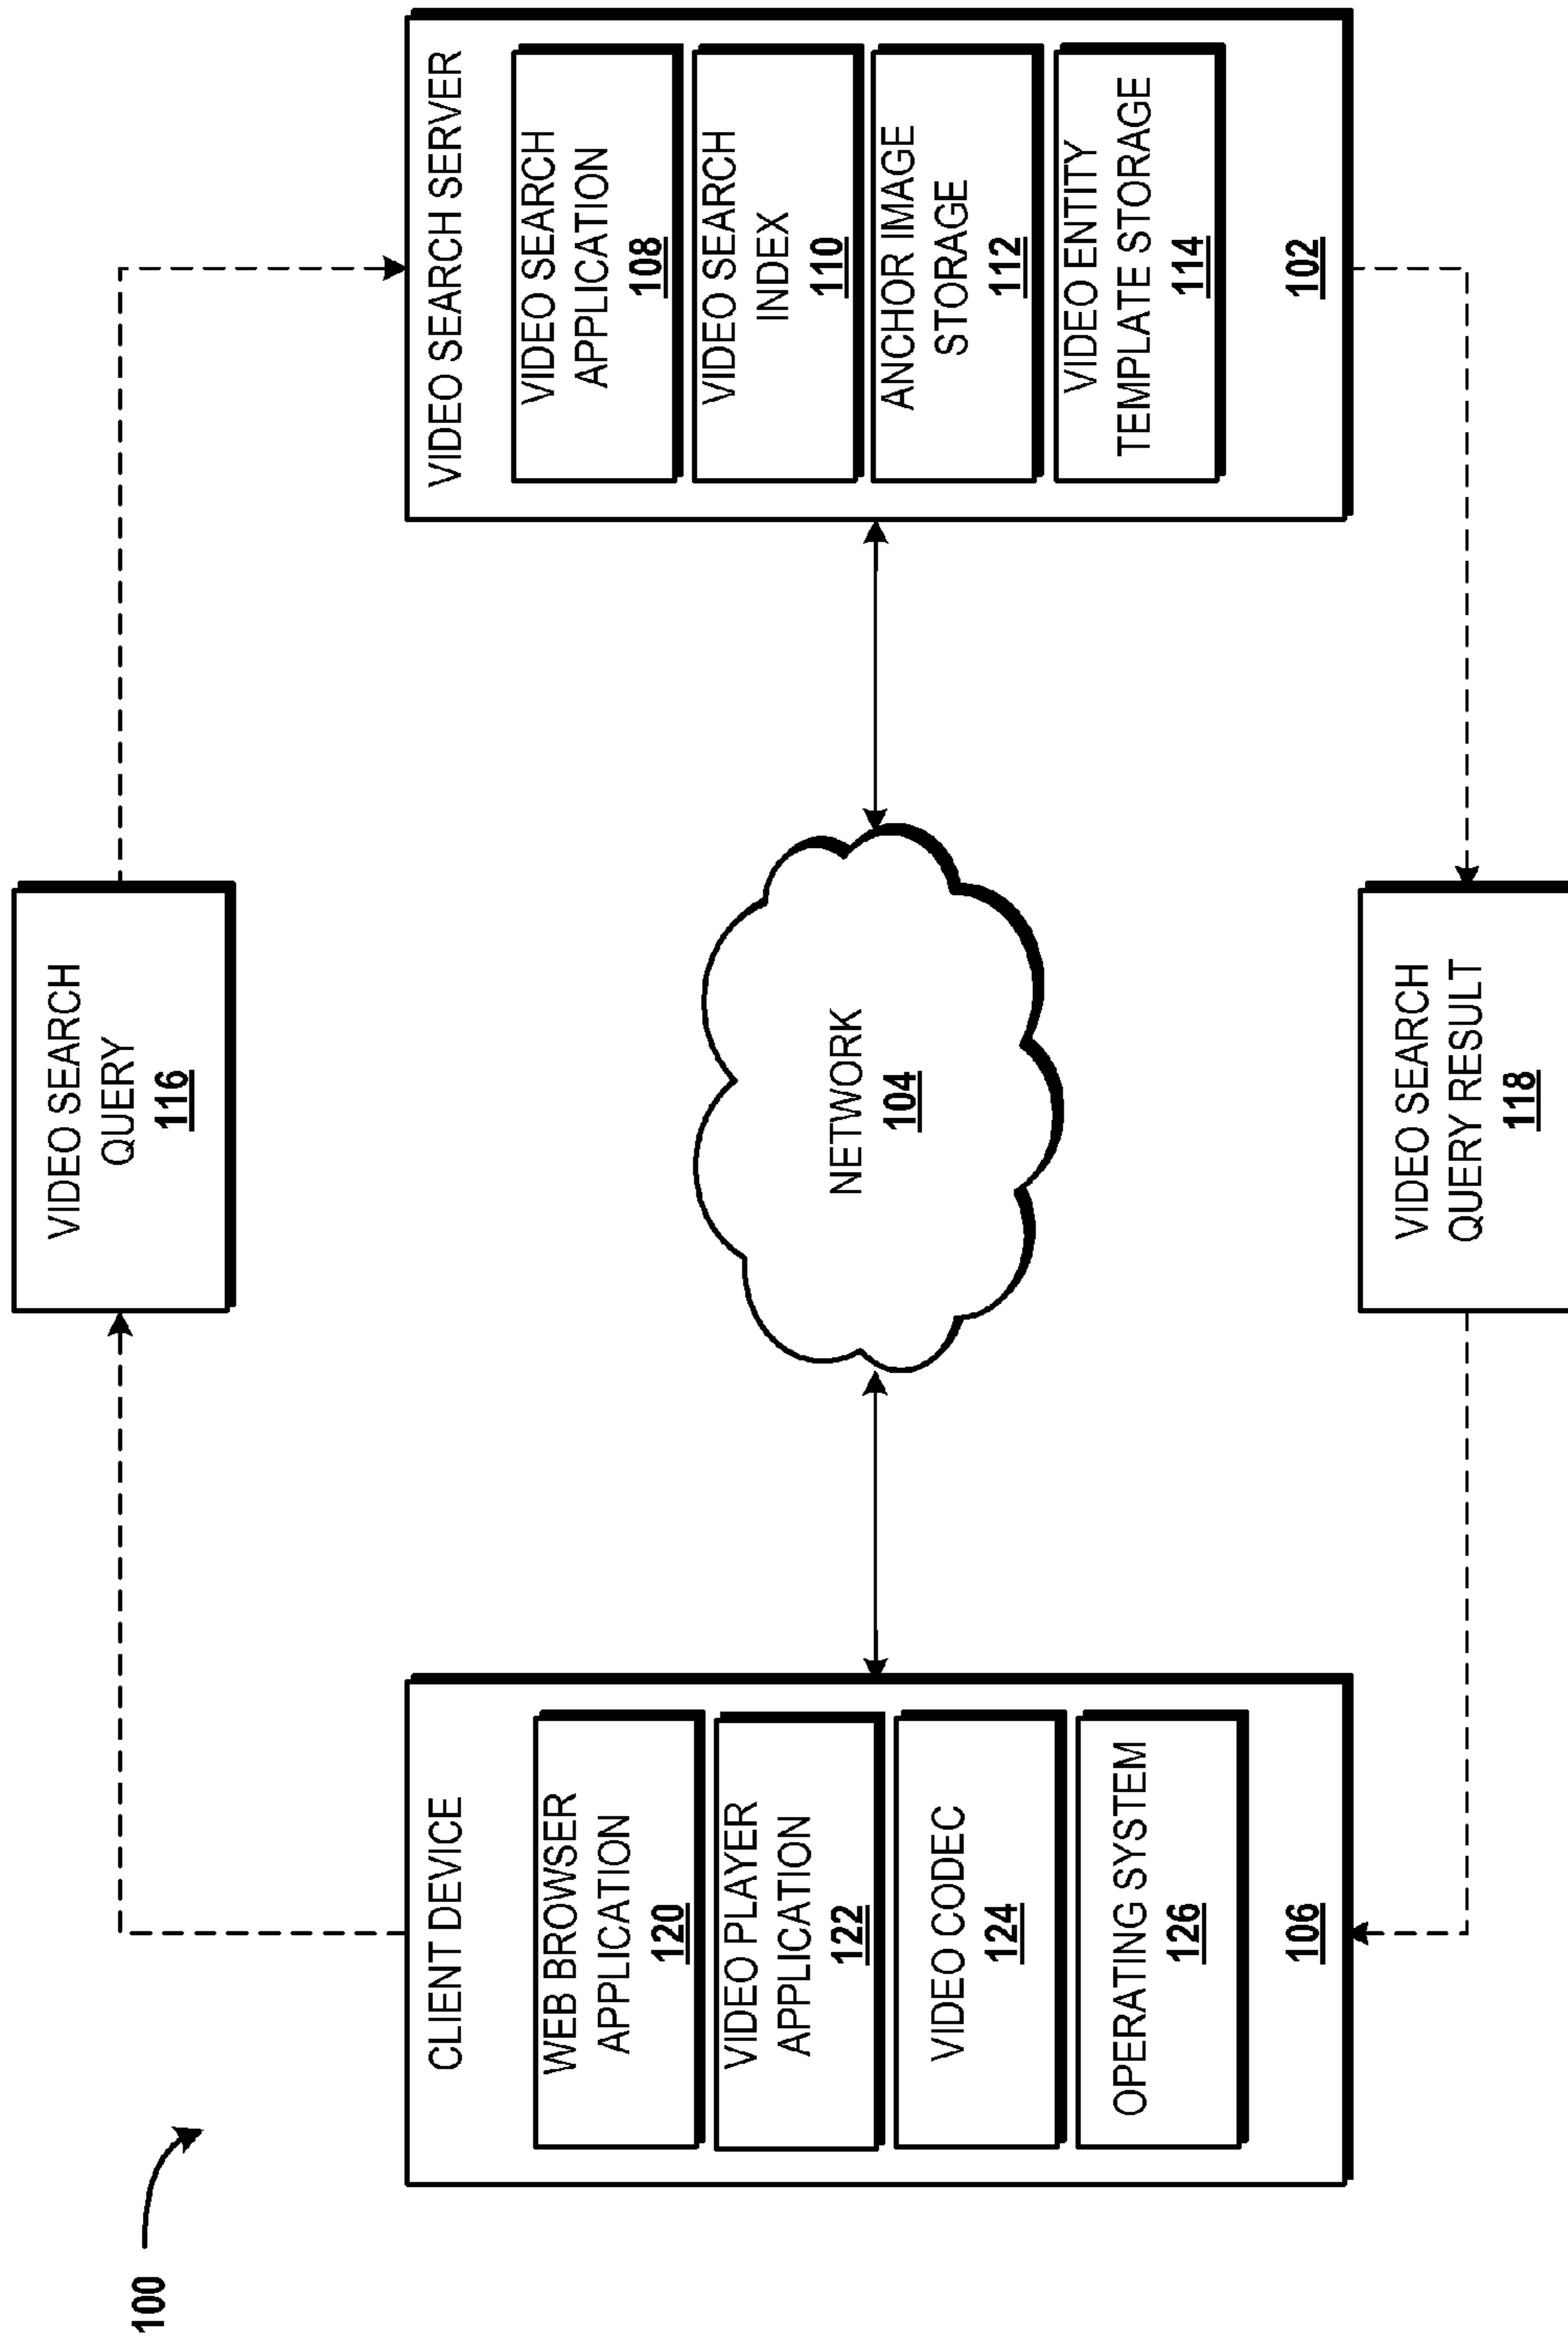 100
VIDEO SEARCH
QUERY
116
CLIENT DEVICE
WEB BROWSER
APPLICATION
120
VIDEO PLAYER
APPLICATION
122
VIDEO CODEC
124
OPERATING SYSTEM
126
106
NETWORK
104
VIDEO SEARCH SERVER
VIDEO SEARCH
APPLICATION
108
VIDEO SEARCH
INDEX
110
ANCHOR IMAGE
STORAGE
112
VIDEO ENTITY
TEMPLATE STORAGE
114
102
VIDEO SEARCH
QUERY RESULT
118